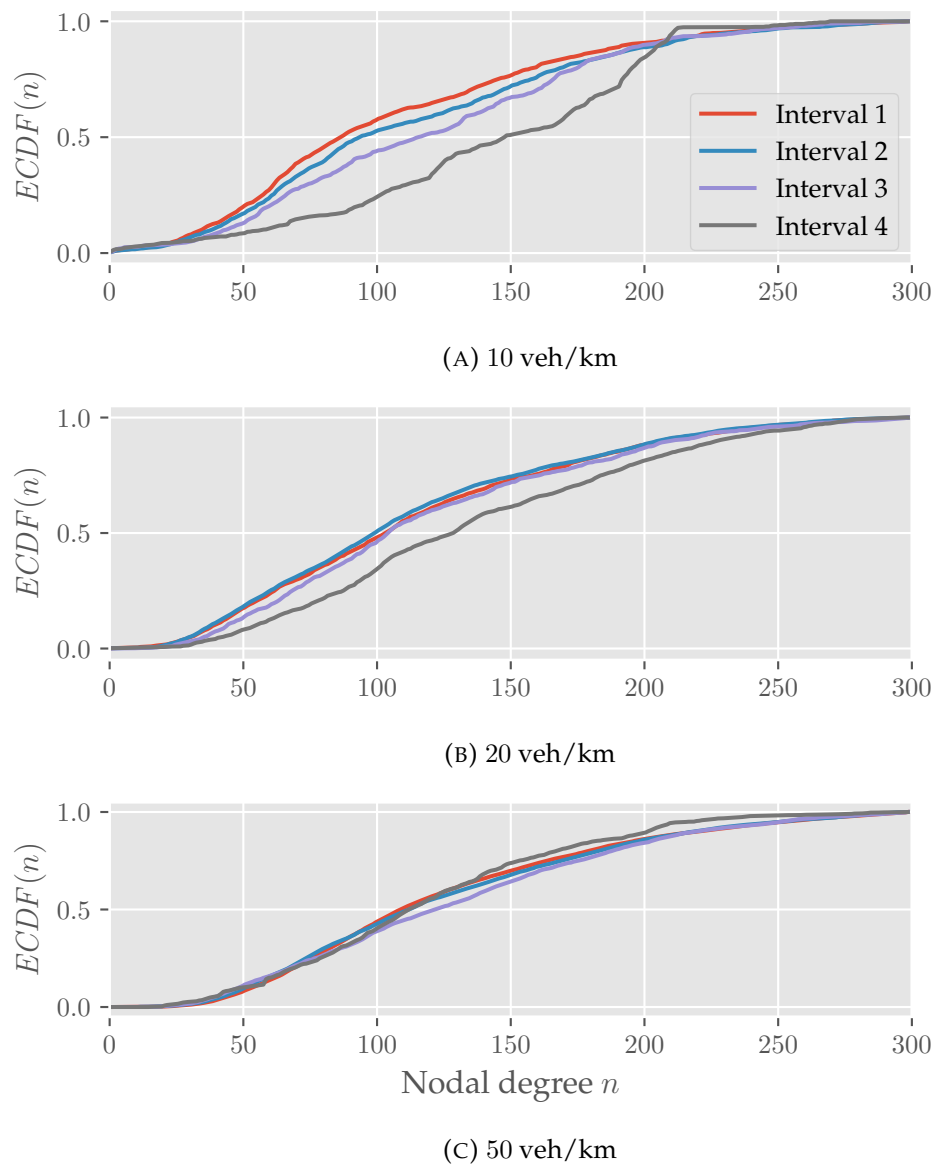 1.0
0.5
0.0
ECDF(n)
Interval 1
Interval 2
Interval 3
Interval 4
0 50 100 150 200 250 300
(A) 10 veh/km
1.0
0.5
0.0
ECDF(n)
0 50 100 150 200 250 300
(B) 20 veh/km
1.0
0.5
0.0
ECDF(n)
0 50 100 150 200 250 300
Nodal degree n
(C) 50 veh/km